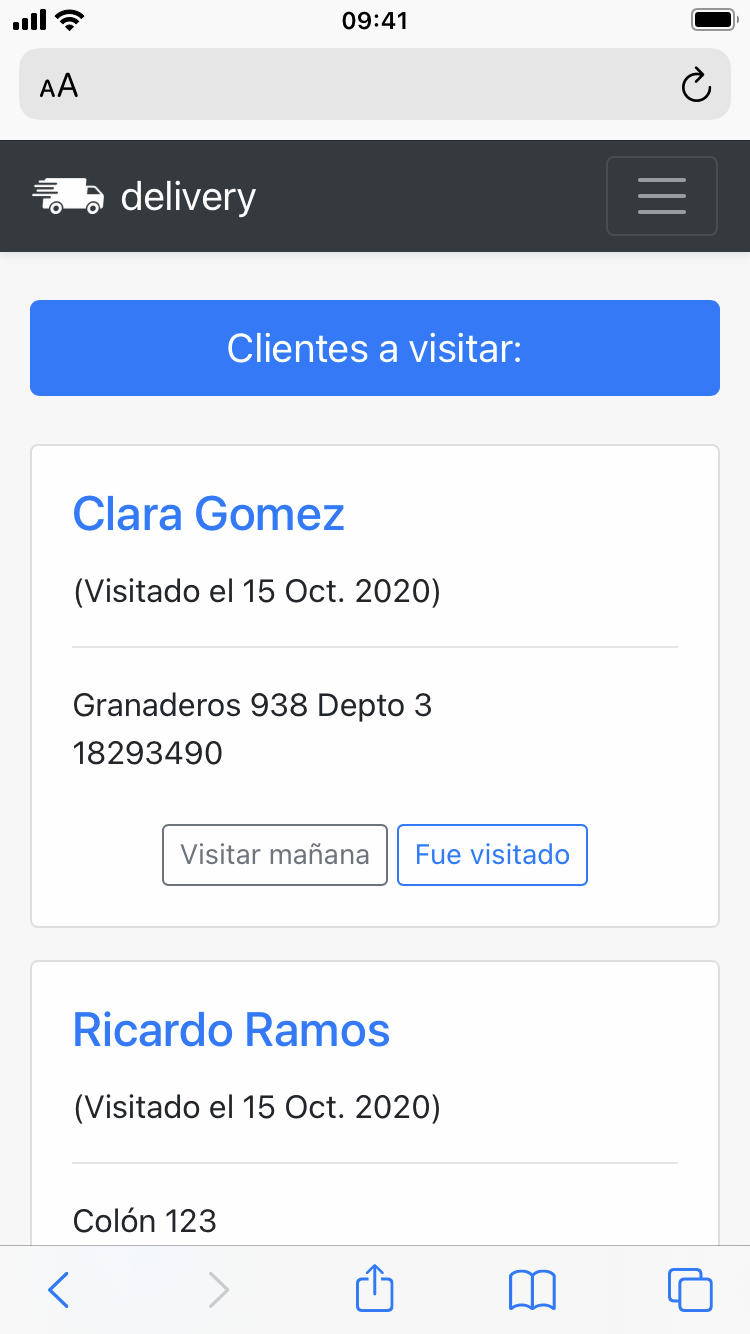 09:41
AA
delivery
Clientes a visitar:
Clara Gomez
(Visitado el 15 Oct. 2020)
Granaderos 938 Depto 3
18293490
Visitar mañana
Fue visitado
Ricardo Ramos
(Visitado el 15 Oct. 2020)
Colón 123